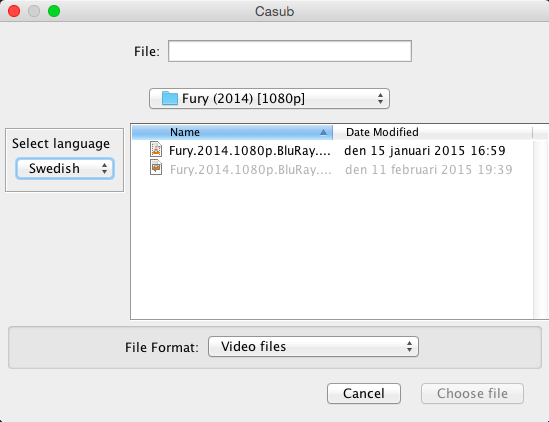 Casub
File:
Fury (2014) [1080p]
Select language
Swedish
Name Date Modified
Fury.2014.1080p.BluRay.... den 15 januari 2015 16:59
Fury.2014.1080p.BluRay.... den 11 februari 2015 19:39
File Format: Video files
Cancel Choose file